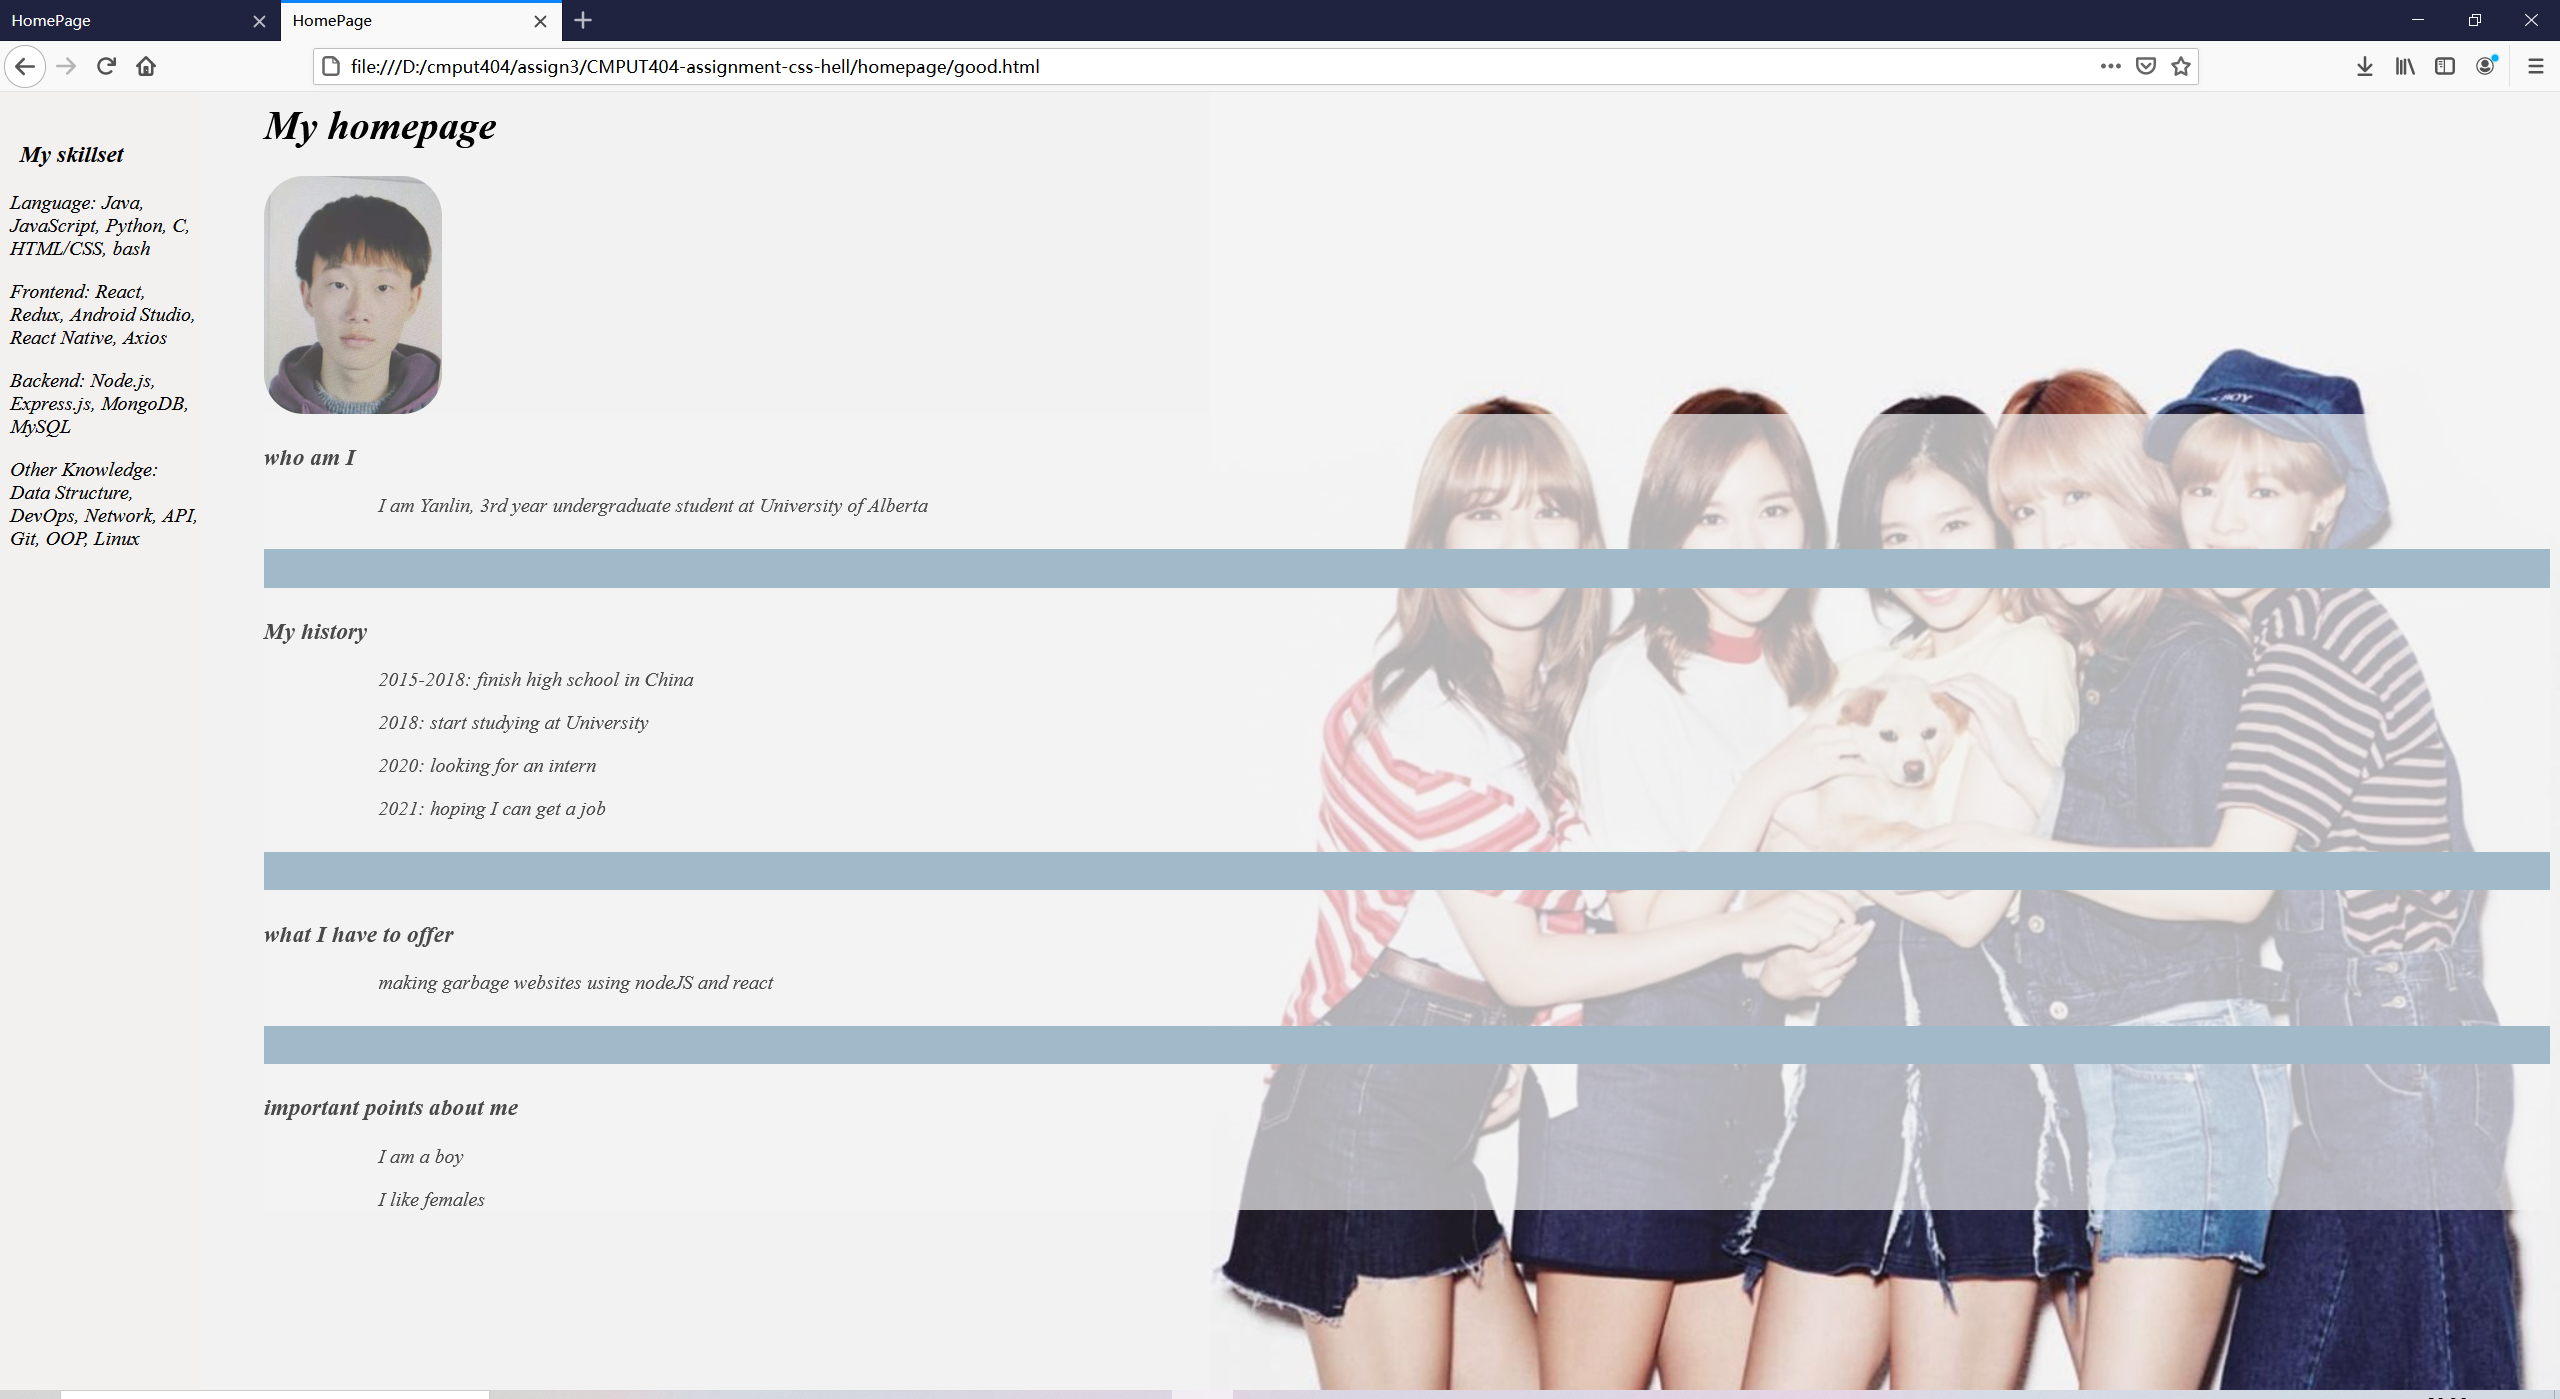 HomePage
HomePage
file:///D:/cmput404/assign3/CMPUT404-assignment-css-hell/homepage/good.html
My skillset
Language: Java,
JavaScript, Python, C,
HTML/CSS, bash
Frontend: React,
Redux, Android Studio,
React Native, Axios
Backend: Node.js,
Express.js, MongoDB,
MySQL
Other Knowledge:
Data Structure,
DevOps, Network, API,
Git, OOP, Linux
My homepage
who am I
I am Yanlin, 3rd year undergraduate student at University of Alberta
My history
2015-2018: finish high school in China
2018: start studying at University
2020: looking for an intern
2021: hoping I can get a job
what I have to offer
making garbage websites using nodeJS and react
important points about me
I am a boy
I like females
BOY